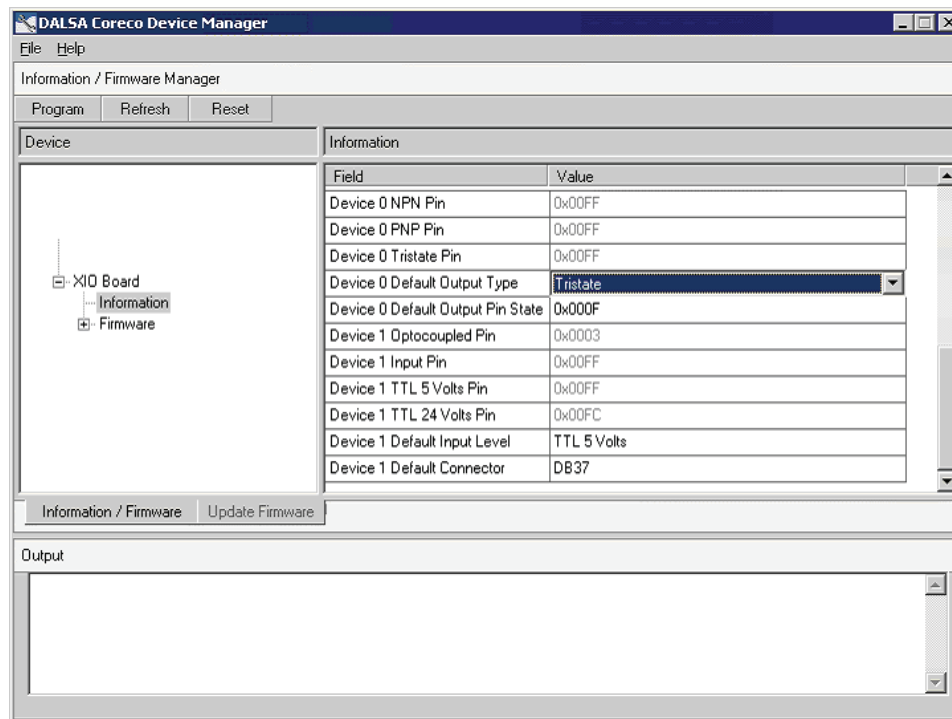 DALSA Coreco Device Manager
File Help
Information / Firmware Manager
Program Refresh Reset
Device Information
Field Value
Device 0 NPN Pin 0x00FF
Device 0 PNP Pin 0x00FF
Device 0 Tristate Pin 0x00FF
XIO Board
Information
Firmware
Device 0 Default Output Type Tristate
Device 0 Default Output Pin State 0x000F
Device 1 Optocoupled Pin 0x0003
Device 1 Input Pin 0x00FF
Device 1 TTL 5 Volts Pin 0x00FF
Device 1 TTL 24 Volts Pin 0x00FC
Device 1 Default Input Level TTL 5 Volts
Device 1 Default Connector DB37
Information / Firmware Update Firmware
Output